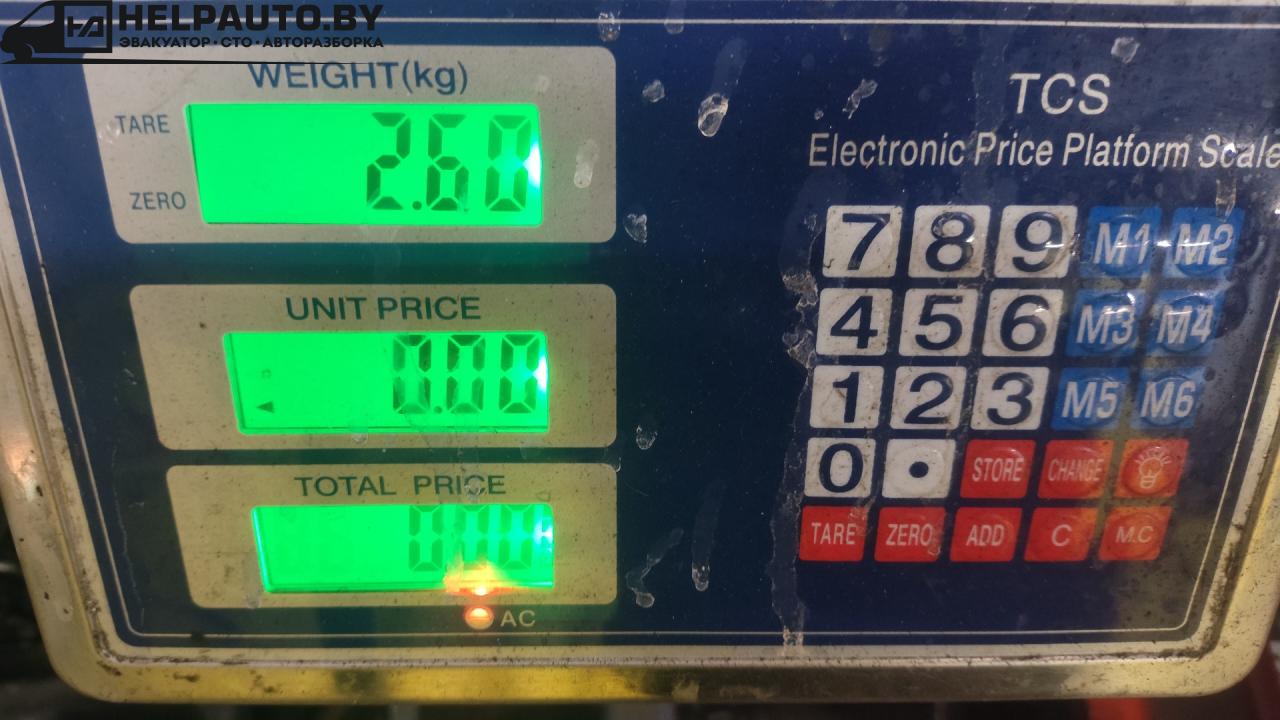 HELPAUTO.BY
ЭВАКУАТОР · СТО · АВТОРАЗБОРКА
WEIGHT(kg)
TARE
2.60
ZERO
UNIT PRICE
0.00
TOTAL PRICE
0.00
AC
TCS
Electronic Price Platform Scale
7 8 9 M1 M2
4 5 6 M3 M4
1 2 3 M5 M6
0 . STORE CHANGE
TARE ZERO ADD C M.C